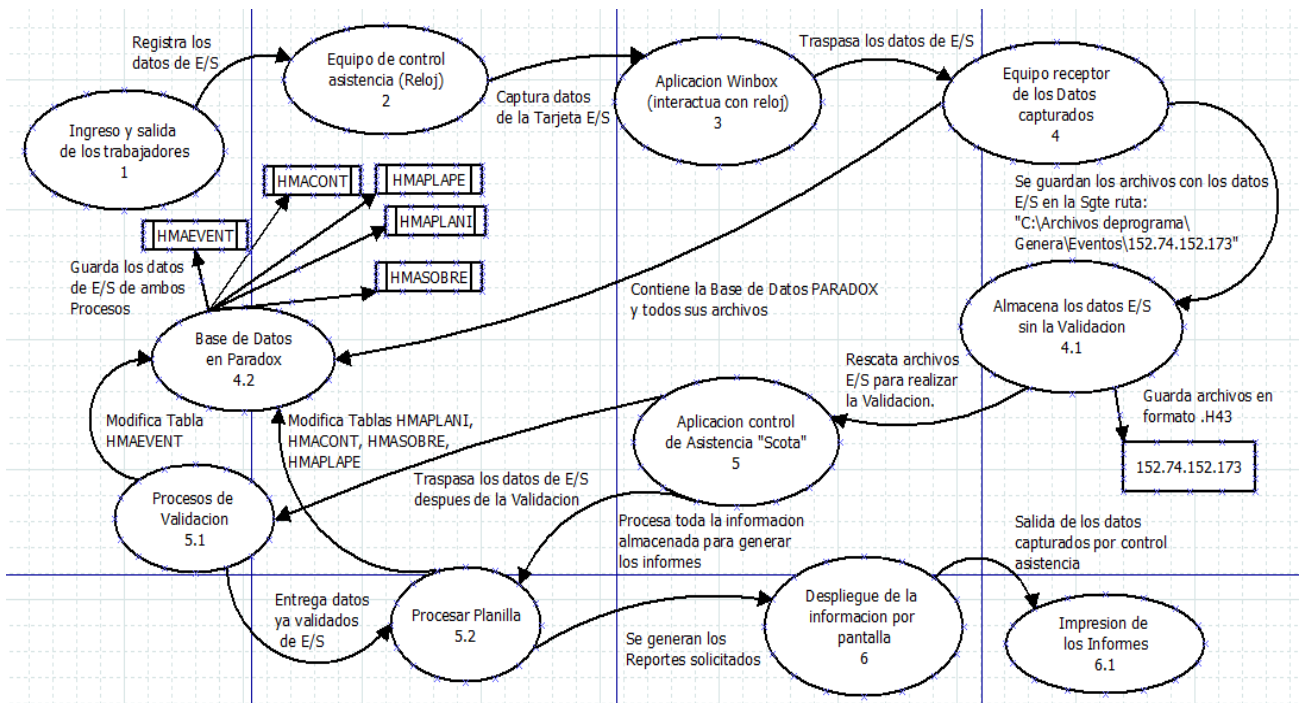 Registra los
datos de E/S
Equipo de control
asistencia (Reloj)
2
Captura datos
de la Tarjeta E/S
Aplicacion Winbox
(interactua con reloj)
3
Traspasa los datos de E/S
Equipo receptor
de los Datos
capturados
4
Ingreso y salida
de los trabajadores
1
HMACONT
HMAPLAPE
HMAPLANI
HMAEVENT
HMASOBRE
Guarda los datos
de E/S de ambos
Procesos
Se guardan los archivos con los datos
E/S en la Sgte ruta:
"C:\Archivos deprograma\
Genera\Eventos\152.74.152.173"
Contiene la Base de Datos PARADOX
y todos sus archivos
Almacena los datos E/S
sin la Validacion
4.1
Base de Datos
en Paradox
4.2
Rescata archivos
E/S para realizar
la Validacion.
Guarda archivos en
formato .H43
152.74.152.173
Modifica Tabla
HMAEVENT
Modifica Tablas HMAPLANI,
HMACONT, HMASOBRE,
HMAPLAPE
Aplicacion control
de Asistencia "Scota"
5
Traspasa los datos de E/S
despues de la Validacion
Procesos de
Validacion
5.1
Procesa toda la informacion
almacenada para generar
los informes
Salida de los datos
capturados por control
asistencia
Entrega datos
ya validados
de E/S
Procesar Planilla
5.2
Se generan los
Reportes solicitados
Despliegue de la
informacion por
pantalla
6
Impresion de
los Informes
6.1